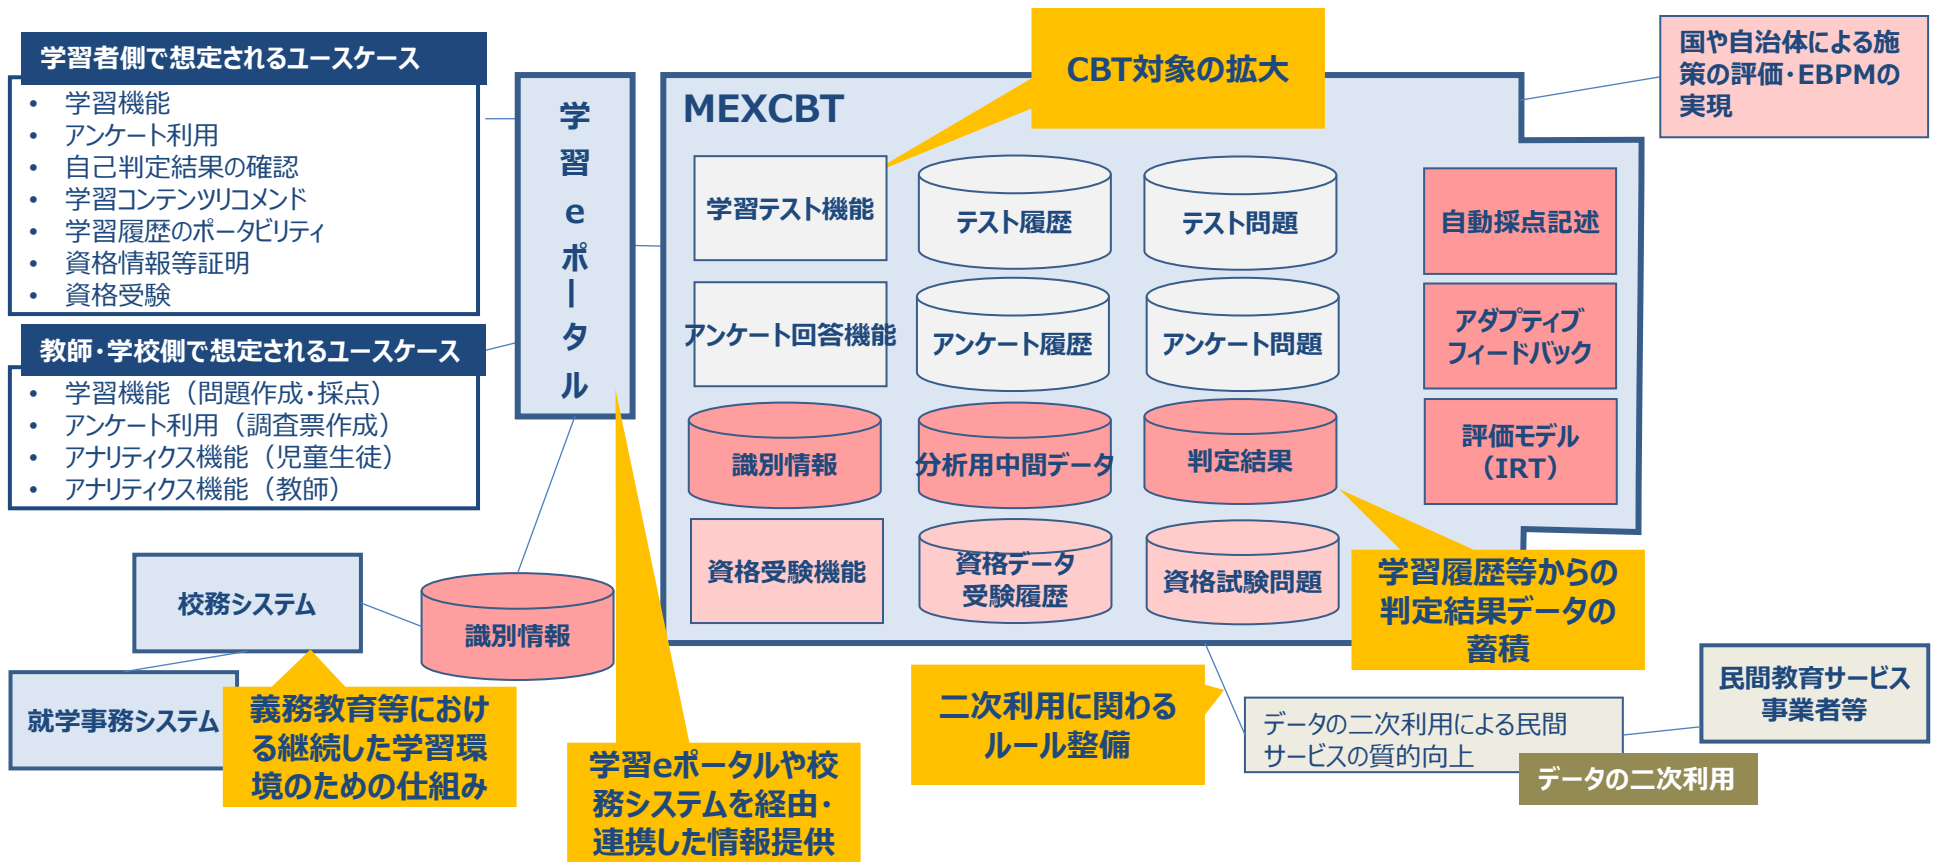 学習者側で想定されるユースケース
• 学習機能
• アンケート利用
• 自己判定結果の確認
• 学習コンテンツリコメンド
• 学習履歴のポータビリティ
• 資格情報等証明
• 資格受験
教師・学校側で想定されるユースケース
• 学習機能（問題作成・採点）
• アンケート利用（調査票作成）
• アナリティクス機能（児童生徒）
• アナリティクス機能（教師）
学
習
e
ポ
ー
タ
ル
MEXCBT
CBT対象の拡大
国や自治体による施
策の評価・EBPMの
実現
学習テスト機能
テスト履歴
テスト問題
自動採点記述
アンケート回答機能
アンケート履歴
アンケート問題
アダプティブ
フィードバック
識別情報
分析用中間データ
判定結果
評価モデル
（IRT）
資格受験機能
資格データ
受験履歴
資格試験問題
学習履歴等からの
判定結果データの
蓄積
校務システム
識別情報
就学事務システム
義務教育等におけ
る継続した学習環
境のための仕組み
学習eポータルや校
務システムを経由・
連携した情報提供
二次利用に関わる
ルール整備
データの二次利用による民間
サービスの質的向上
データの二次利用
民間教育サービス
事業者等